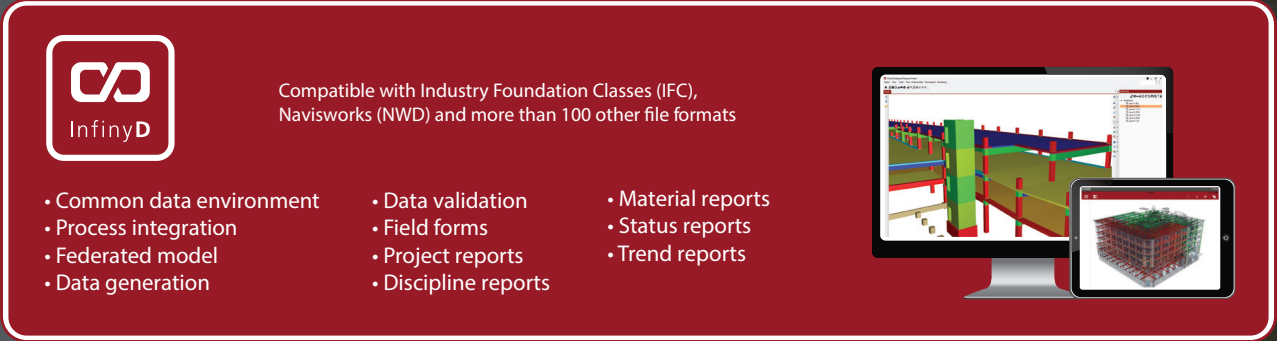 InfinyD
Compatible with Industry Foundation Classes (IFC),
Navisworks (NWD) and more than 100 other file formats
• Common data environment
• Process integration
• Federated model
• Data generation
• Data validation
• Field forms
• Project reports
• Discipline reports
• Material reports
• Status reports
• Trend reports